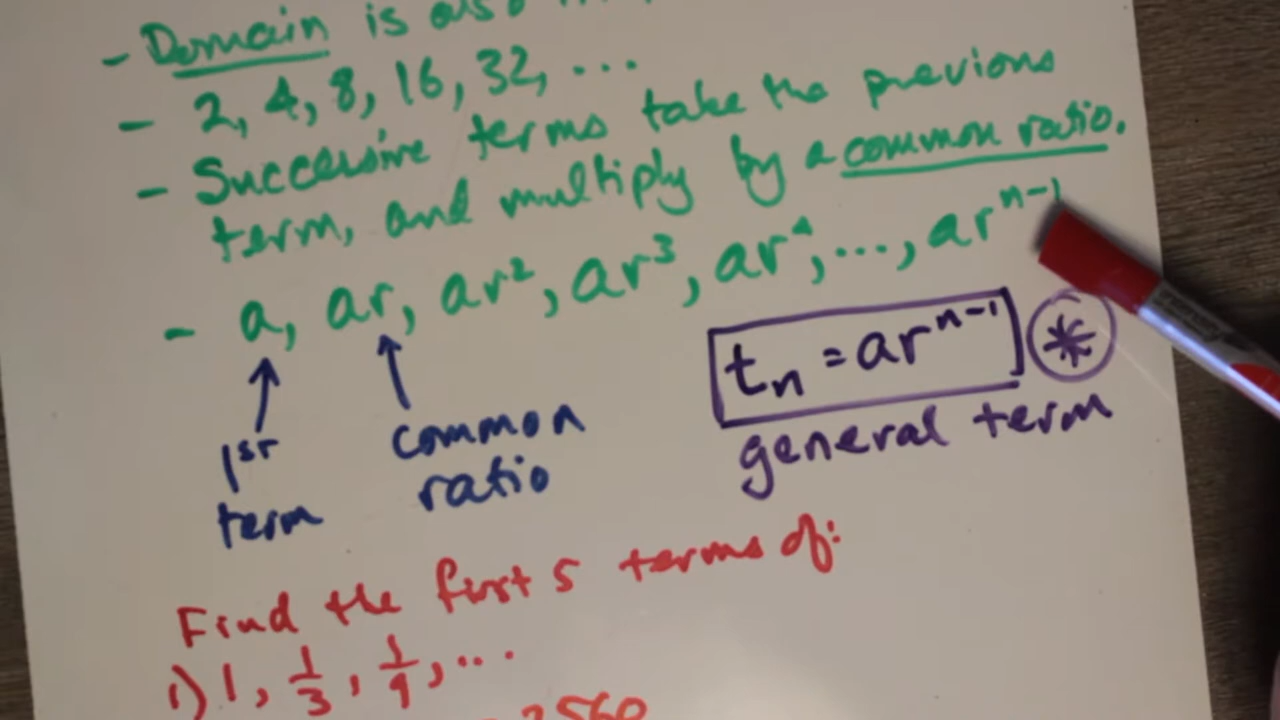 - Domain is also
- 2, 4, 8, 16, 32, ...
- Successive terms take the previous
term, and multiply by a common ratio.
- a, ar, ar², ar³, ar⁴, ..., arⁿ⁻¹
tₙ = arⁿ⁻¹ *
1st term
common ratio
general term
Find the first 5 terms of:
1) 1, 1/3, 1/9, ...
2560